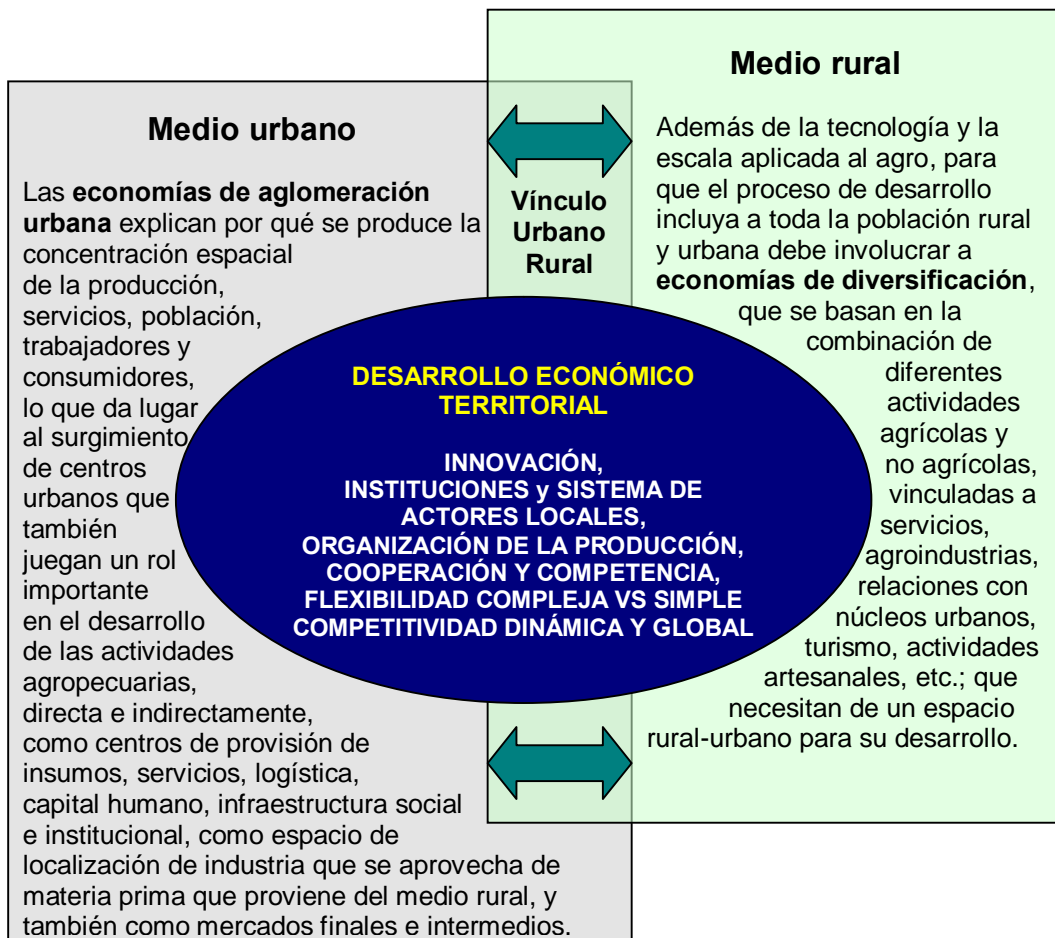 Medio rural
Además de la tecnología y la
escala aplicada al agro, para
que el proceso de desarrollo
incluya a toda la población rural
y urbana debe involucrar a
economías de diversificación,
que se basan en la
combinación de
diferentes
actividades
agrícolas y
no agrícolas,
vinculadas a
servicios,
agroindustrias,
relaciones con
núcleos urbanos,
turismo, actividades
artesanales, etc.; que
necesitan de un espacio
rural-urbano para su desarrollo.
Medio urbano
Las economías de aglomeración
urbana explican por qué se produce la
concentración espacial
de la producción,
servicios, población,
trabajadores y
consumidores,
lo que da lugar
al surgimiento
de centros
urbanos que
también
juegan un rol
importante
en el desarrollo
de las actividades
agropecuarias,
directa e indirectamente,
como centros de provisión de
insumos, servicios, logística,
capital humano, infraestructura social
e institucional, como espacio de
localización de industria que se aprovecha de
materia prima que proviene del medio rural, y
también como mercados finales e intermedios.
Vínculo
Urbano
Rural
DESARROLLO ECONÓMICO
TERRITORIAL
INNOVACIÓN,
INSTITUCIONES y SISTEMA DE
ACTORES LOCALES,
ORGANIZACIÓN DE LA PRODUCCIÓN,
COOPERACIÓN Y COMPETENCIA,
FLEXIBILIDAD COMPLEJA VS SIMPLE
COMPETITIVIDAD DINÁMICA Y GLOBAL